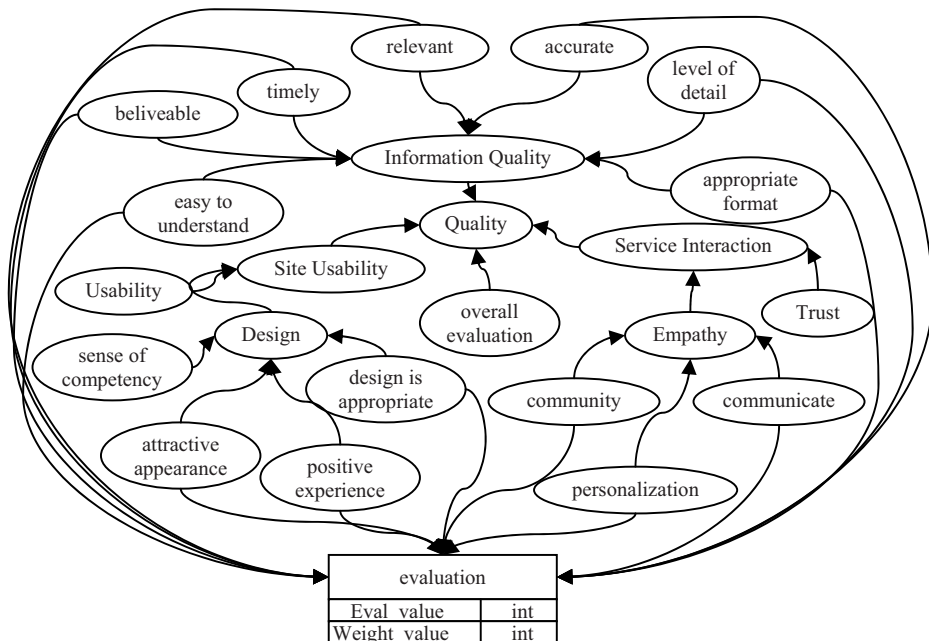 relevant
accurate
level of
detail
timely
beliveable
Information Quality
appropriate
format
easy to
understand
Quality
Service Interaction
Site Usability
Usability
overall
evaluation
Trust
Design
Empathy
sense of
competency
design is
appropriate
community
communicate
attractive
appearance
positive
experience
personalization
evaluation
Eval_value int
Weight_value int